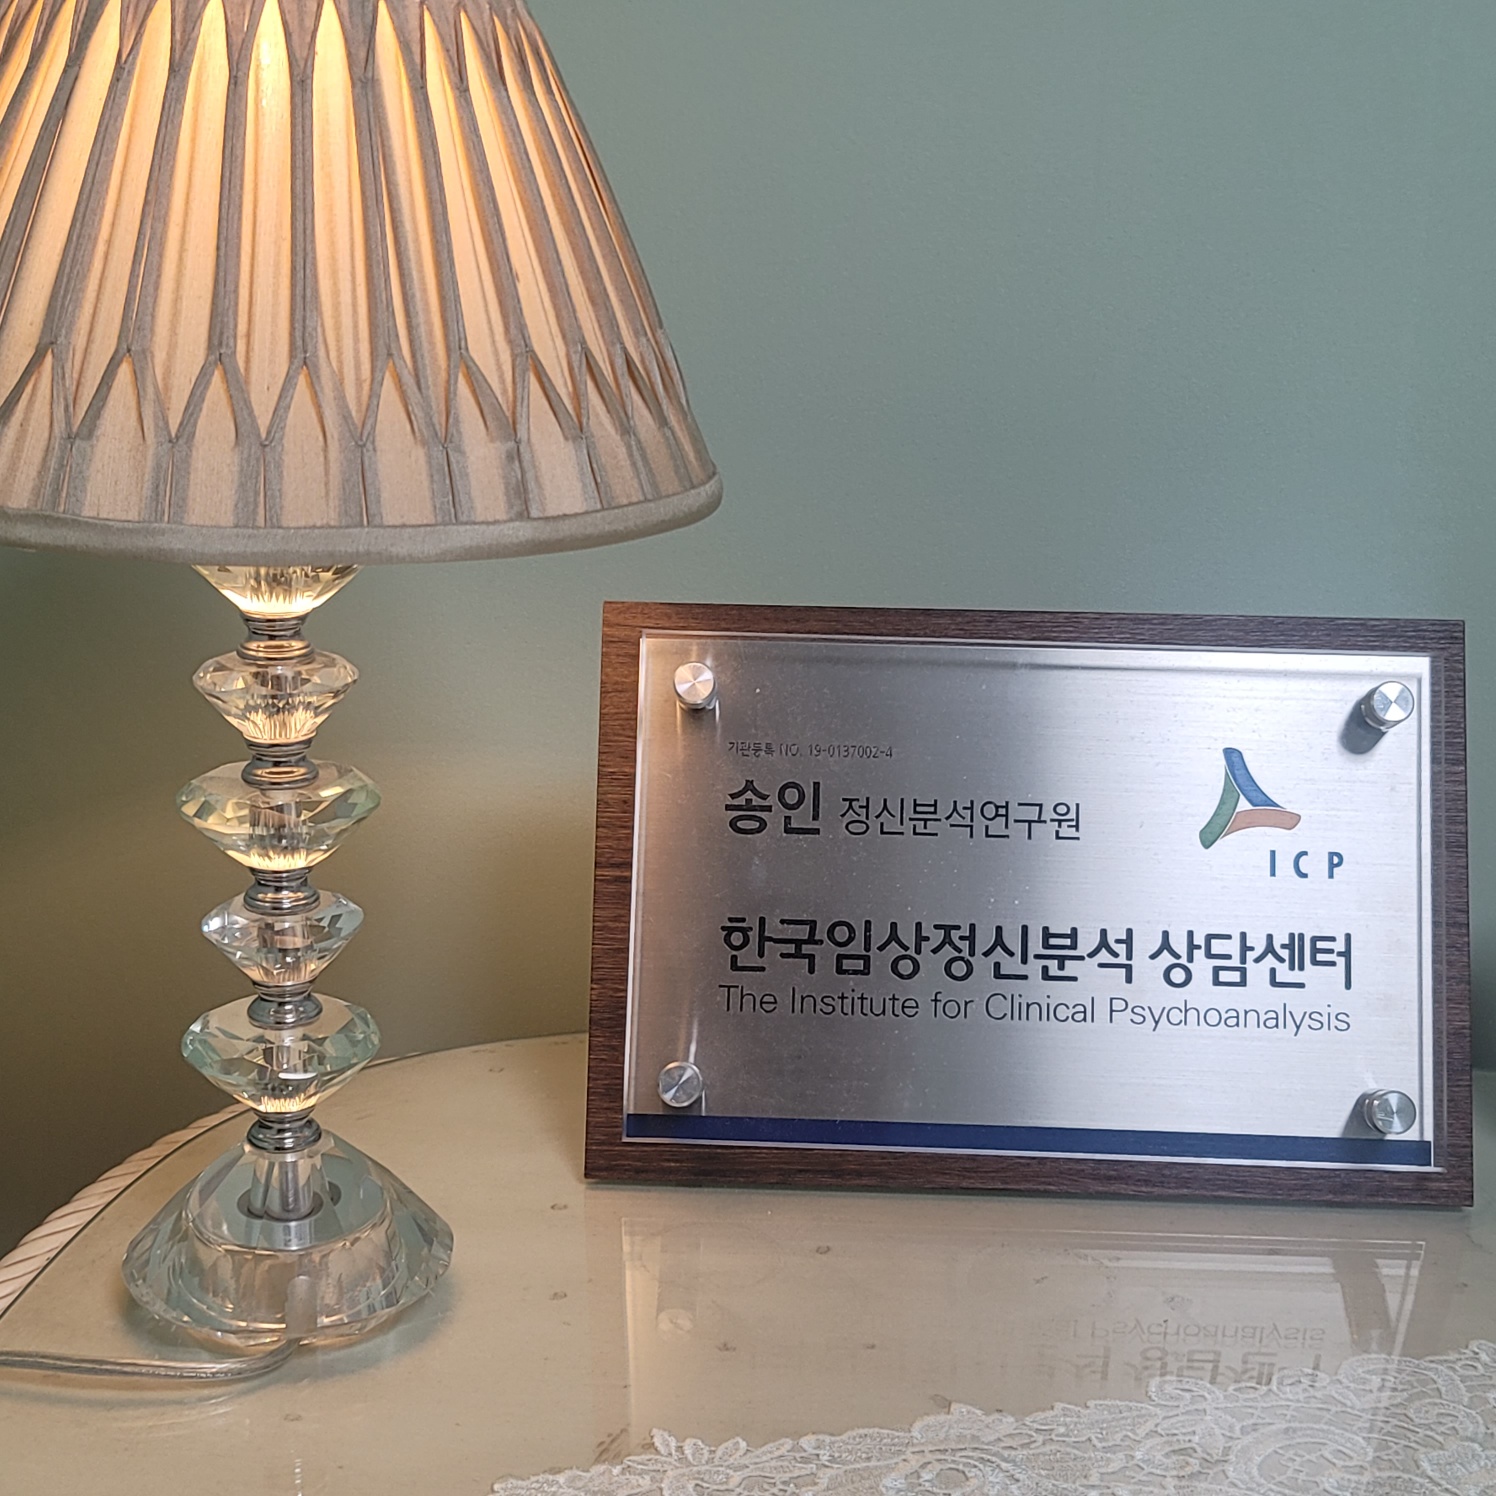 기관등록 NO. 19-0137002-4
송인 정신분석연구원
ICP
한국임상정신분석 상담센터
The Institute for Clinical Psychoanalysis